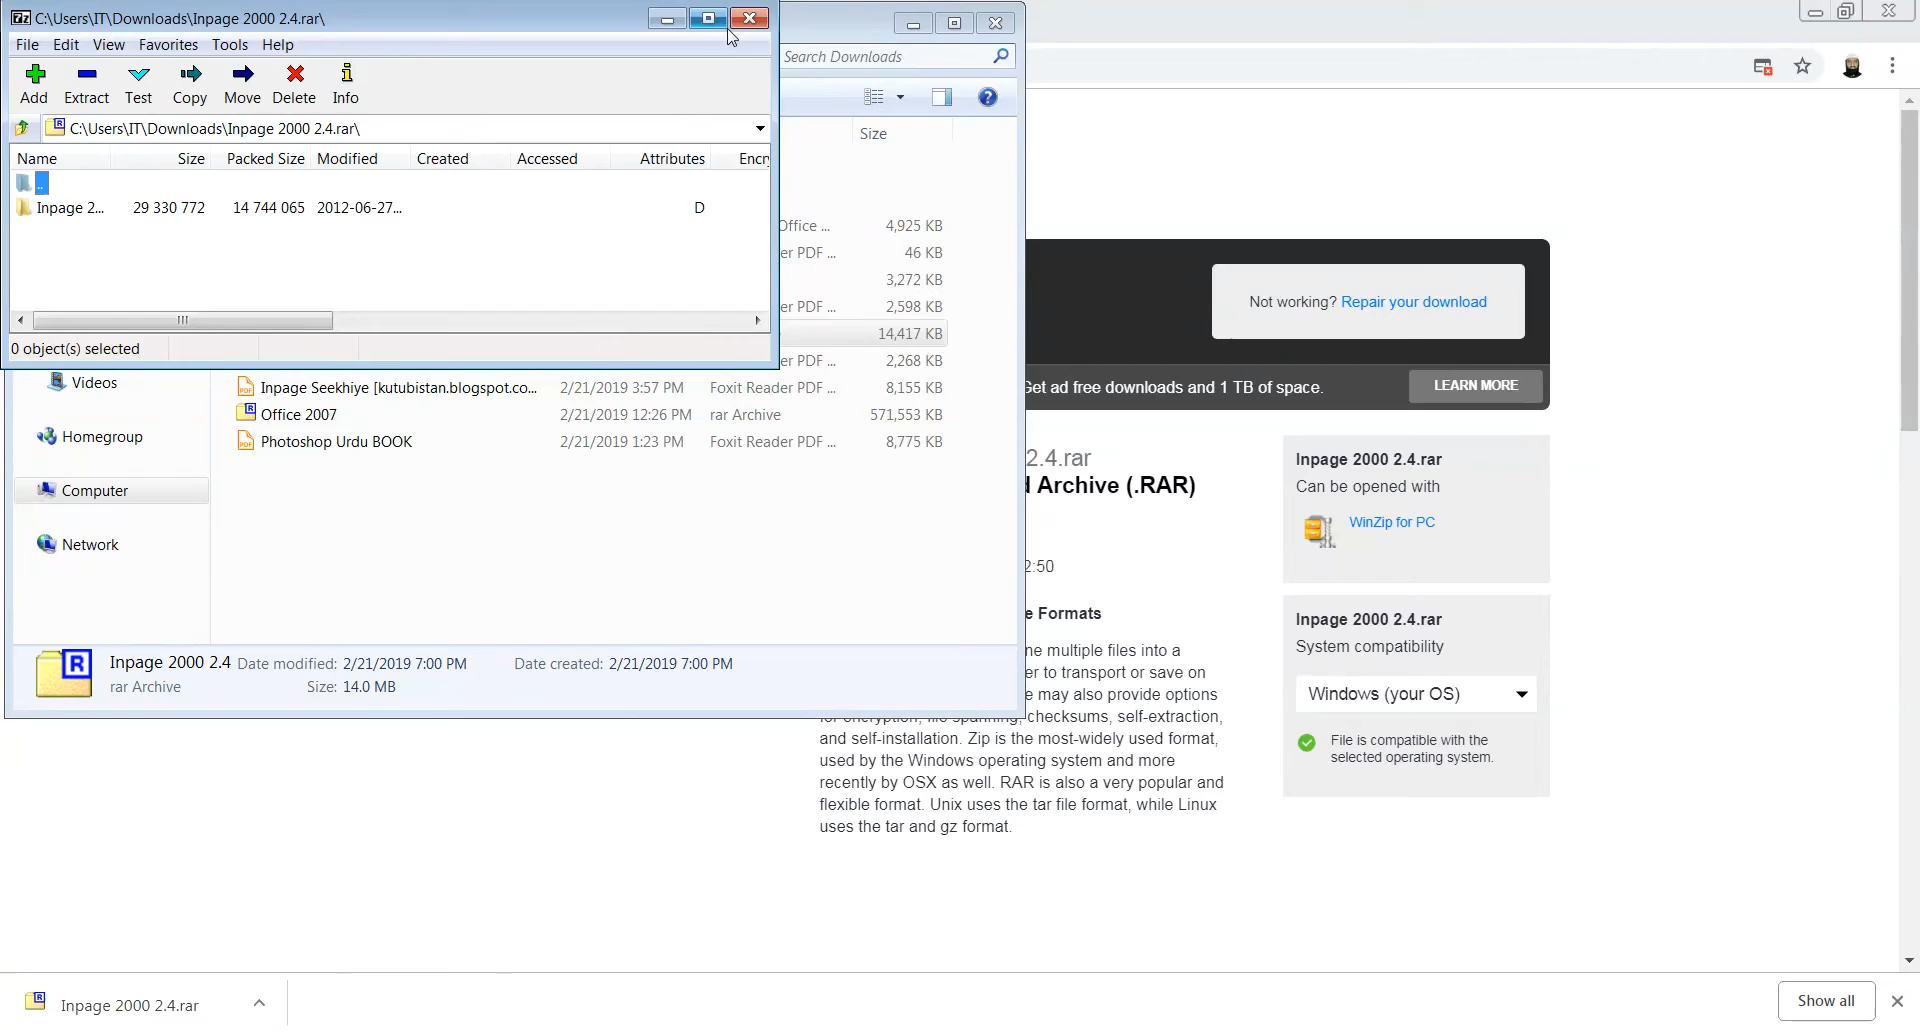 C:\Users\IT\Downloads\Inpage 2000 2.4.rar\
File Edit View Favorites Tools Help
Add Extract Test Copy Move Delete Info
C:\Users\IT\Downloads\Inpage 2000 2.4.rar\
Name Size Packed Size Modified Created Accessed Attributes Encry
..
Inpage 2... 29 330 772 14 744 065 2012-06-27... D
0 object(s) selected
Search Downloads
Size
Office ... 4,925 KB
er PDF ... 46 KB
3,272 KB
er PDF ... 2,598 KB
14,417 KB
er PDF ... 2,268 KB
Videos
Inpage Seekhiye [kutubistan.blogspot.co... 2/21/2019 3:57 PM Foxit Reader PDF ... 8,155 KB
Office 2007 2/21/2019 12:26 PM rar Archive 571,553 KB
Homegroup
Photoshop Urdu BOOK 2/21/2019 1:23 PM Foxit Reader PDF ... 8,775 KB
Computer
Network
Inpage 2000 2.4 Date modified: 2/21/2019 7:00 PM Date created: 2/21/2019 7:00 PM
rar Archive Size: 14.0 MB
Not working? Repair your download
Get ad free downloads and 1 TB of space. LEARN MORE
2.4.rar
d Archive (.RAR)
2:50
e Formats
ne multiple files into a
er to transport or save on
e may also provide options
for encryption, file spanning, checksums, self-extraction,
and self-installation. Zip is the most-widely used format,
used by the Windows operating system and more
recently by OSX as well. RAR is also a very popular and
flexible format. Unix uses the tar file format, while Linux
uses the tar and gz format.
Inpage 2000 2.4.rar
Can be opened with
WinZip for PC
Inpage 2000 2.4.rar
System compatibility
Windows (your OS)
File is compatible with the
selected operating system.
Inpage 2000 2.4.rar
Show all